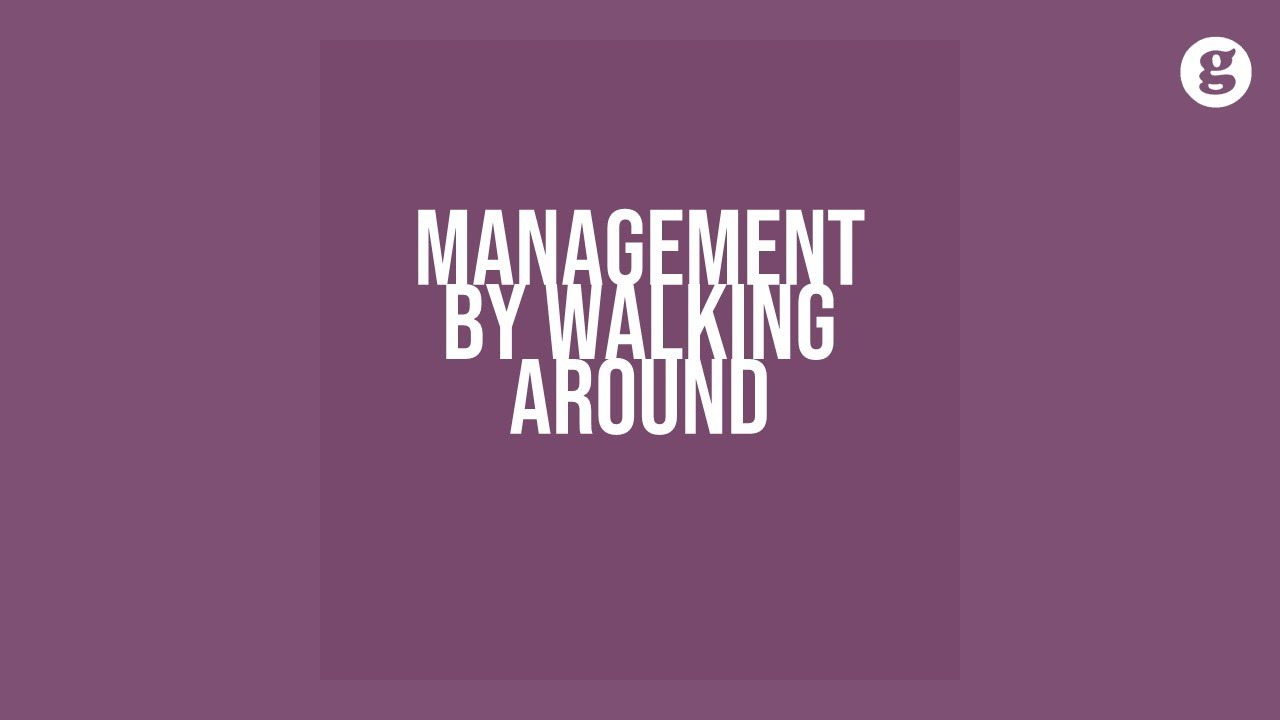 g
MANAGEMENT
BY WALKING
AROUND